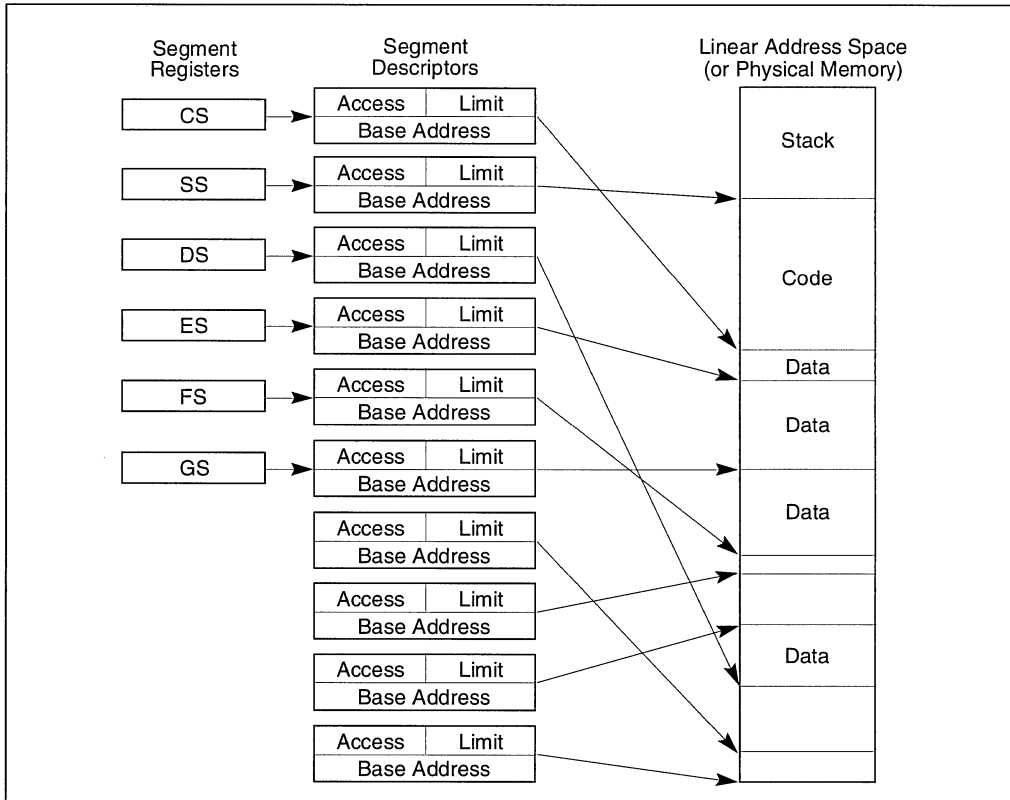 Segment
Registers
Segment
Descriptors
Linear Address Space
(or Physical Memory)
CS
Access Limit
Base Address
Stack
SS
Access Limit
Base Address
DS
Access Limit
Base Address
Code
ES
Access Limit
Base Address
Data
FS
Access Limit
Base Address
Data
GS
Access Limit
Base Address
Data
Access Limit
Base Address
Access Limit
Base Address
Access Limit
Base Address
Data
Access Limit
Base Address